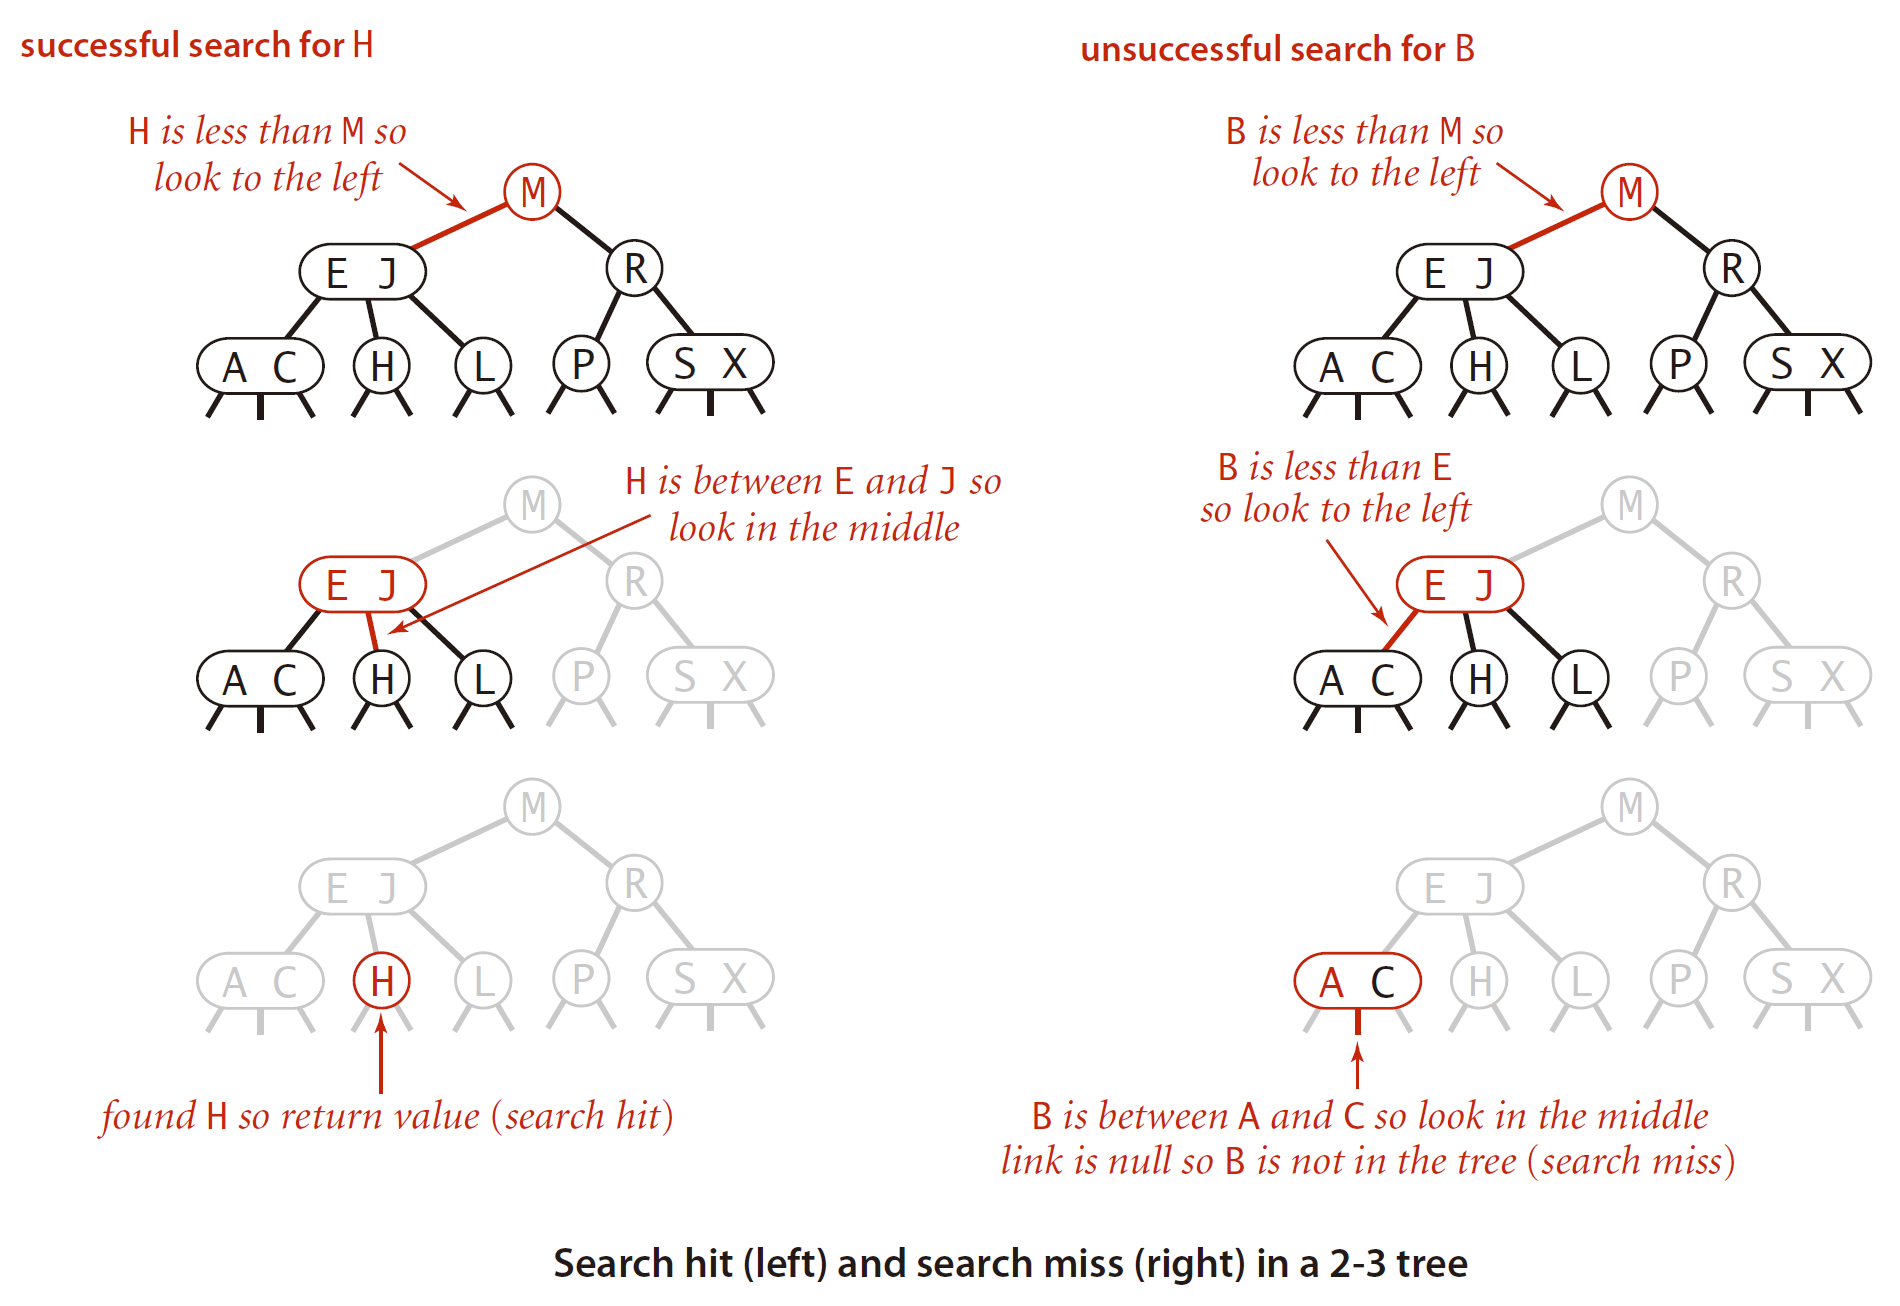 successful search for H
H is less than M so
look to the left
M
E J
R
A C
H
L
P
S X
H is between E and J so
look in the middle
M
E J
R
A C
H
L
P
S X
M
E J
R
A C
H
L
P
S X
found H so return value (search hit)
unsuccessful search for B
B is less than M so
look to the left
M
E J
R
A C
H
L
P
S X
B is less than E
so look to the left
M
E J
R
A C
H
L
P
S X
M
E J
R
A C
H
L
P
S X
B is between A and C so look in the middle
link is null so B is not in the tree (search miss)
Search hit (left) and search miss (right) in a 2-3 tree